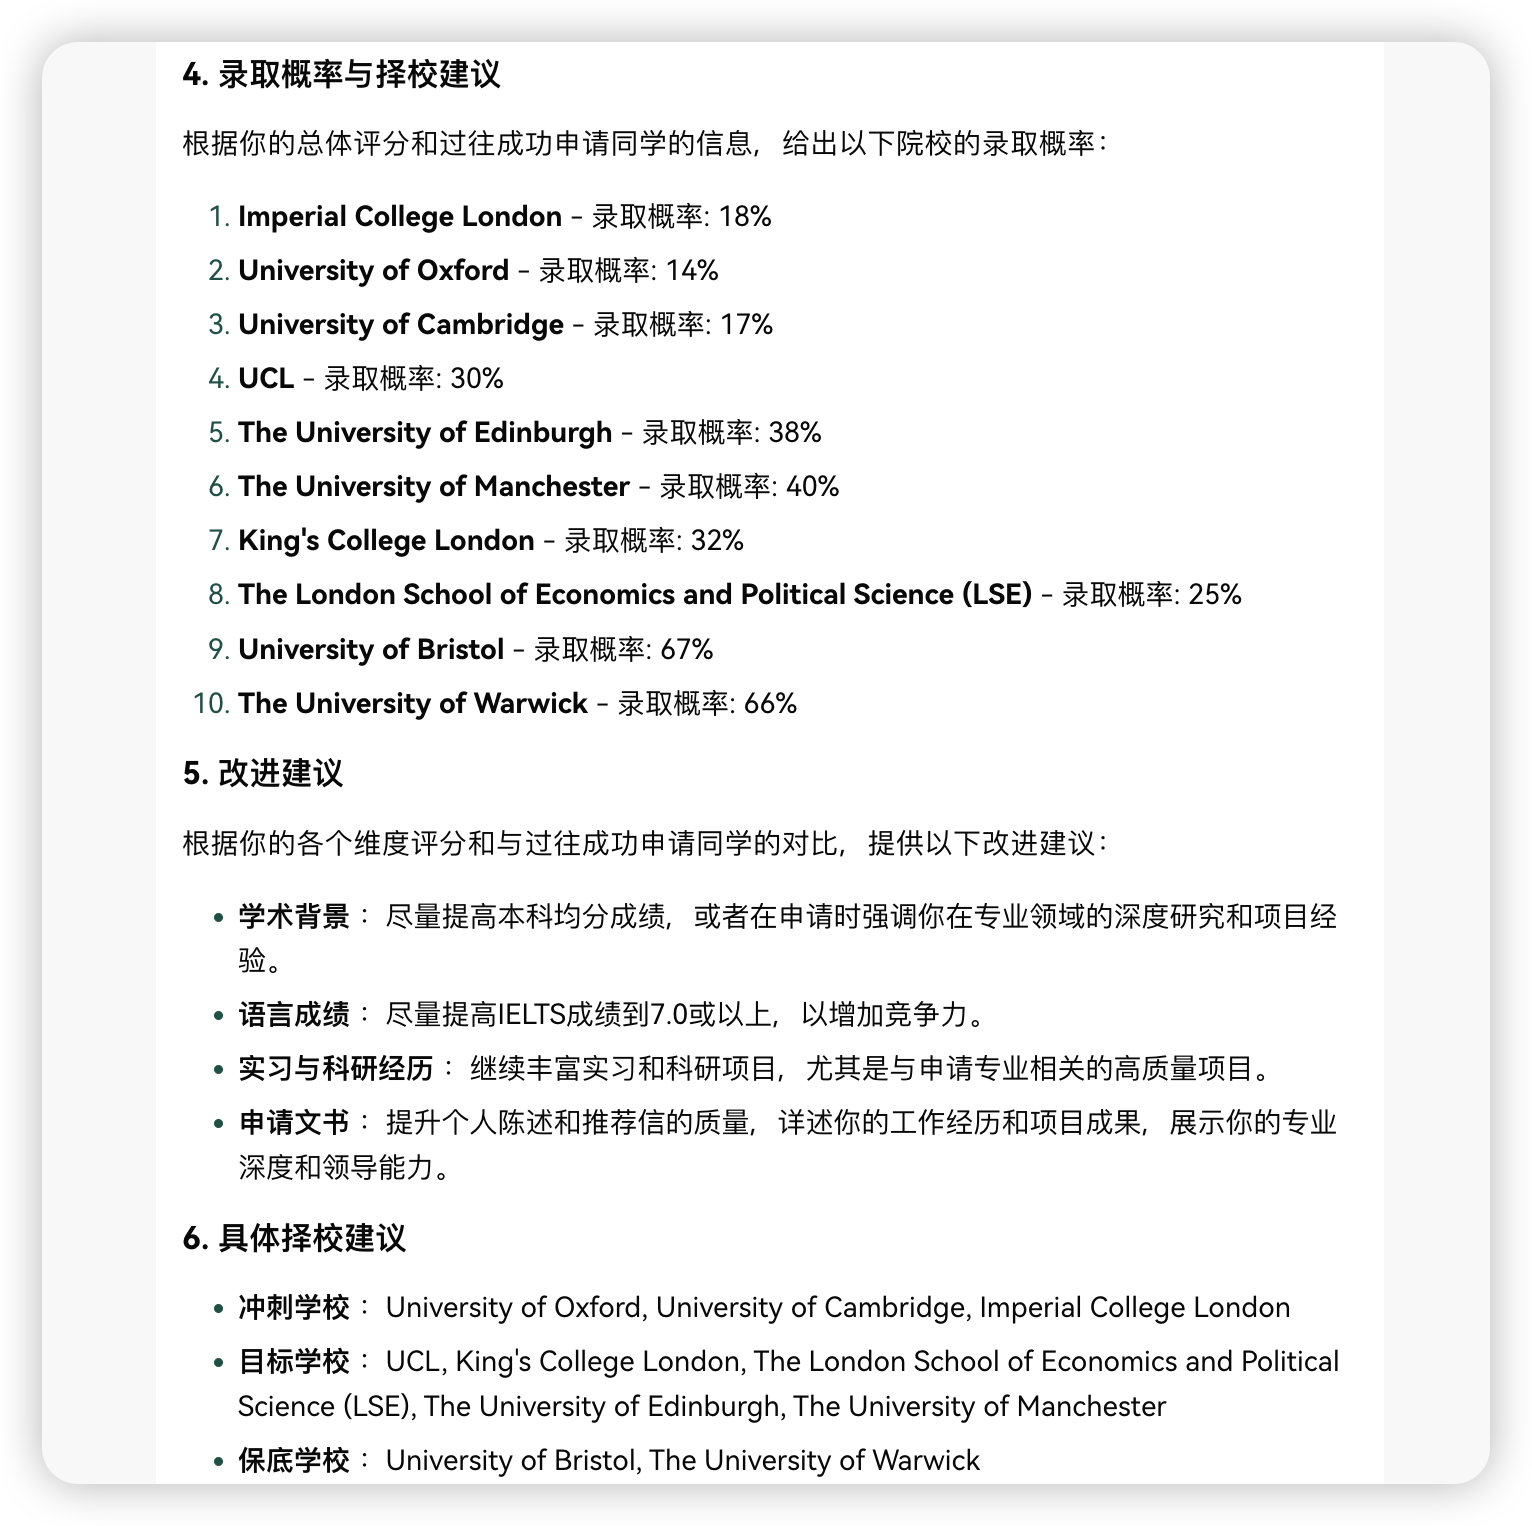 4. 录取概率与择校建议
根据你的总体评分和过往成功申请同学的信息，给出以下院校的录取概率：
1. Imperial College London - 录取概率: 18%
2. University of Oxford - 录取概率: 14%
3. University of Cambridge - 录取概率: 17%
4. UCL - 录取概率: 30%
5. The University of Edinburgh - 录取概率: 38%
6. The University of Manchester - 录取概率: 40%
7. King's College London - 录取概率: 32%
8. The London School of Economics and Political Science (LSE) - 录取概率: 25%
9. University of Bristol - 录取概率: 67%
10. The University of Warwick - 录取概率: 66%
5. 改进建议
根据你的各个维度评分和与过往成功申请同学的对比，提供以下改进建议：
• 学术背景：尽量提高本科均分成绩，或者在申请时强调你在专业领域的深度研究和项目经
验。
• 语言成绩：尽量提高IELTS成绩到7.0或以上，以增加竞争力。
• 实习与科研经历：继续丰富实习和科研项目，尤其是与申请专业相关的高质量项目。
• 申请文书：提升个人陈述和推荐信的质量，详述你的工作经历和项目成果，展示你的专业
深度和领导能力。
6. 具体择校建议
• 冲刺学校：University of Oxford, University of Cambridge, Imperial College London
• 目标学校：UCL, King's College London, The London School of Economics and Political
Science (LSE), The University of Edinburgh, The University of Manchester
• 保底学校：University of Bristol, The University of Warwick